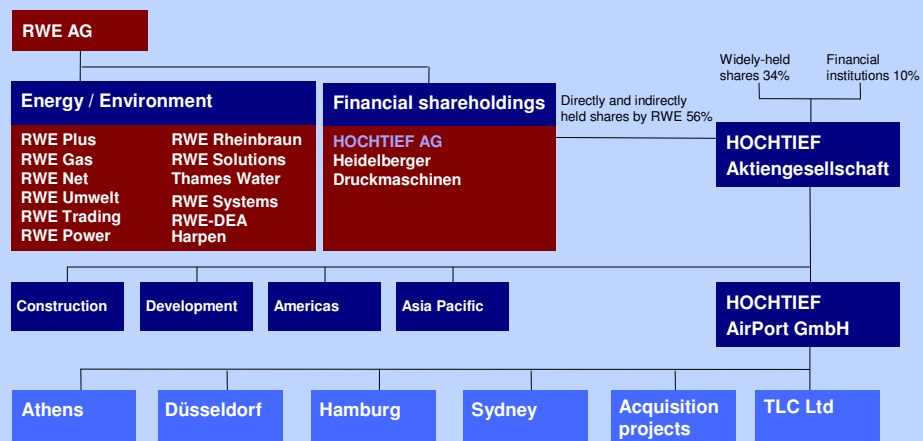 RWE AG
Energy / Environment
RWE Plus
RWE Gas
RWE Net
RWE Umwelt
RWE Trading
RWE Power
RWE Rheinbraun
RWE Solutions
Thames Water
RWE Systems
RWE-DEA
Harpen
Financial shareholdings
HOCHTIEF AG
Heidelberger
Druckmaschinen
Directly and indirectly
held shares by RWE 56%
Widely-held
shares 34%
Financial
institutions 10%
HOCHTIEF
Aktiengesellschaft
Construction
Development
Americas
Asia Pacific
HOCHTIEF
AirPort GmbH
Athens
Düsseldorf
Hamburg
Sydney
Acquisition
projects
TLC Ltd